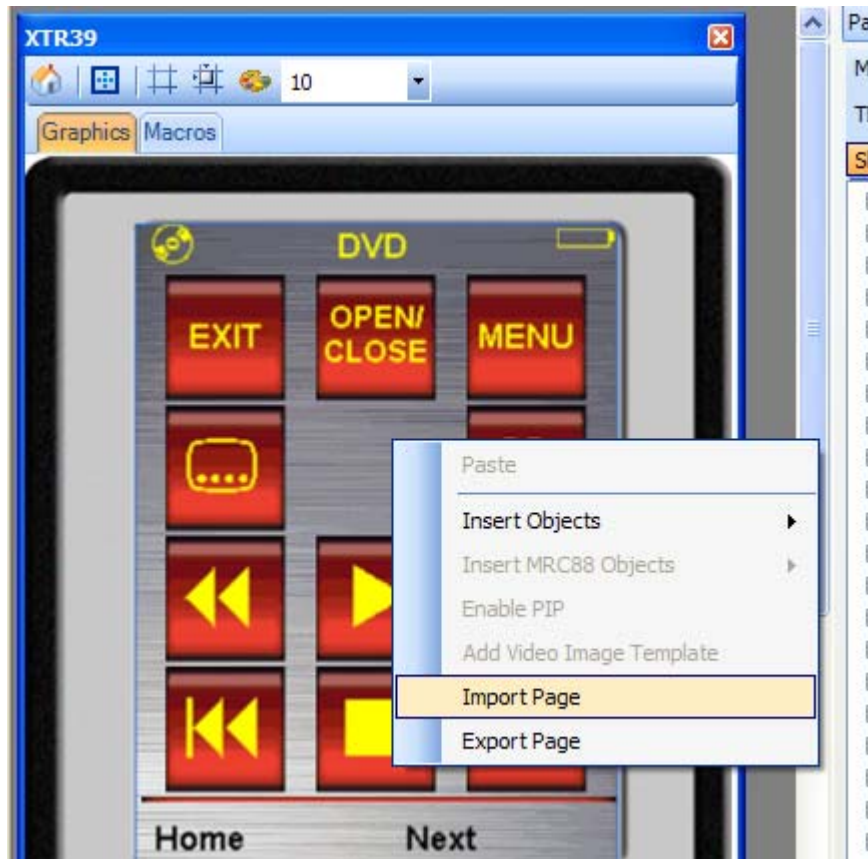 XTR39
10
Graphics Macros
DVD
EXIT
OPEN/
CLOSE
MENU
Paste
Insert Objects
Insert MRC88 Objects
Enable PIP
Add Video Image Template
Import Page
Export Page
Home Next